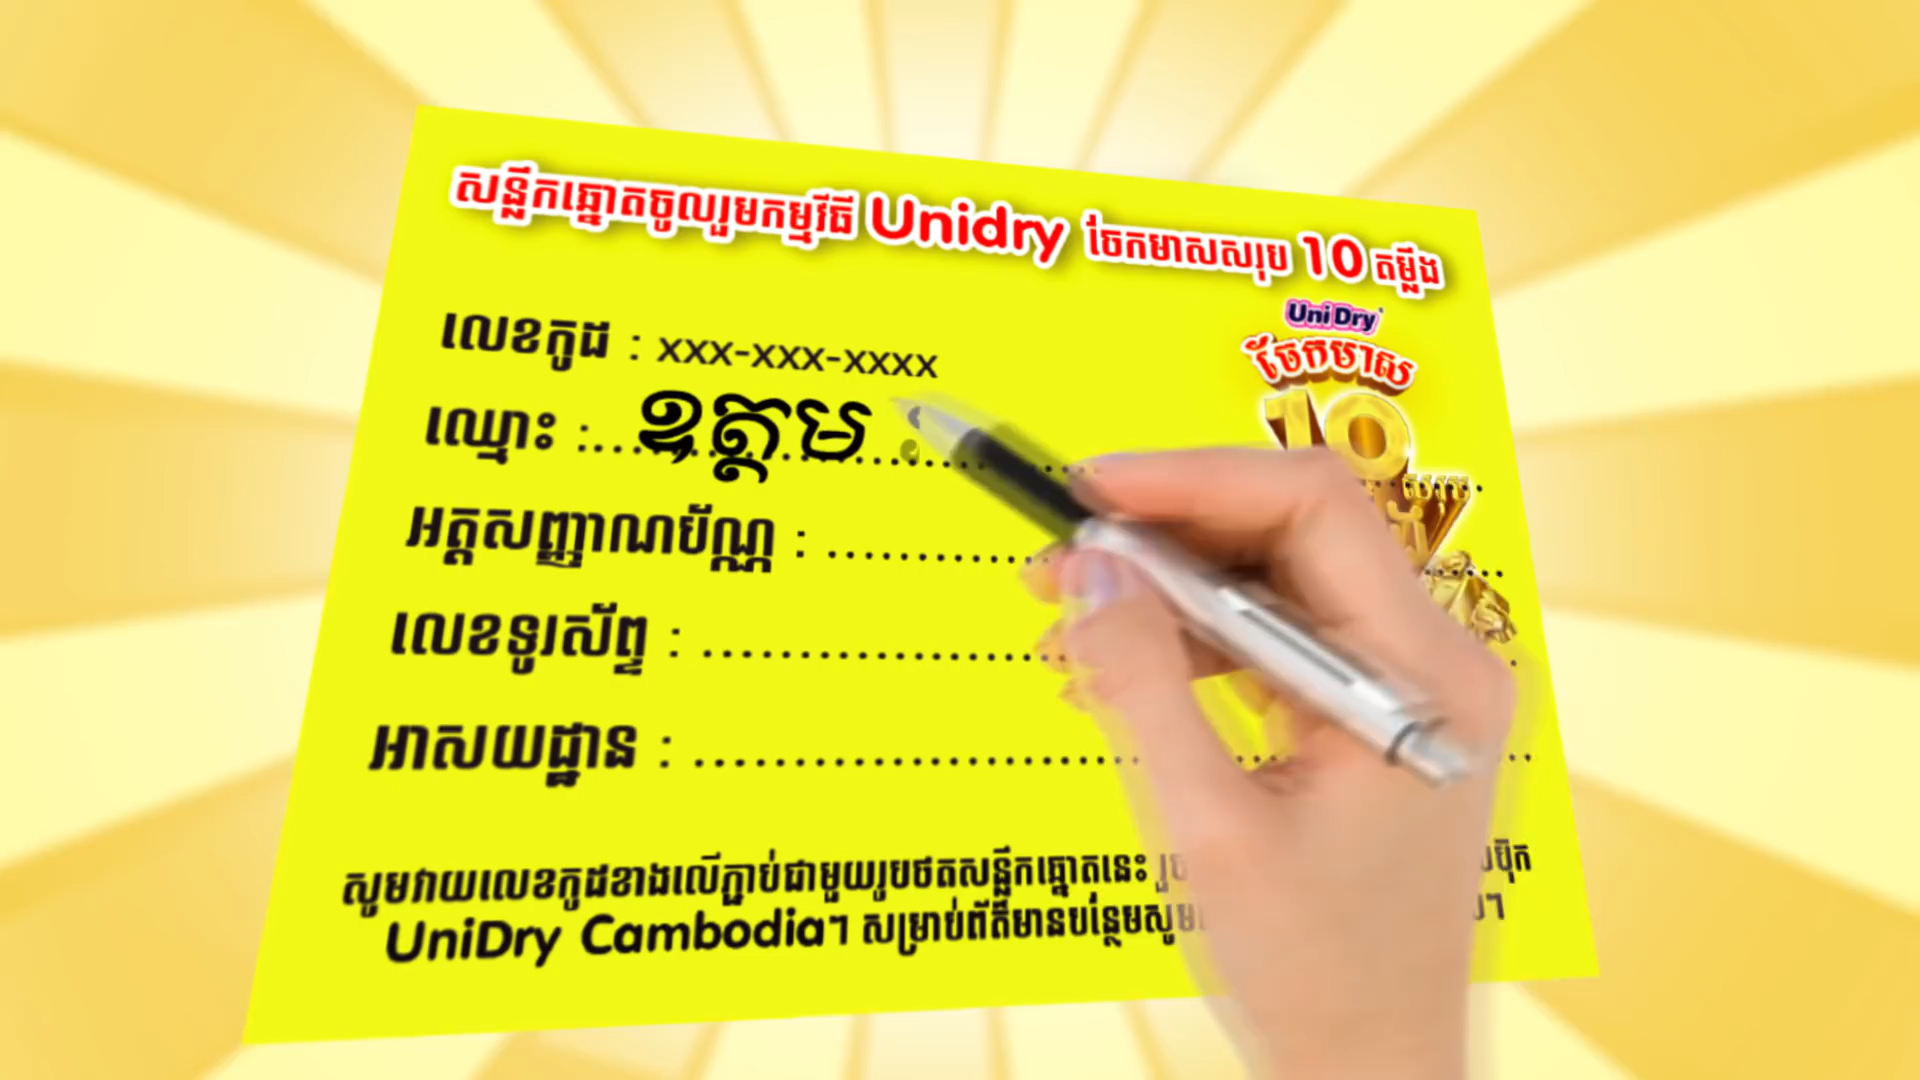 សន្លឹកឆ្នោតចូលរួមកម្មវីធី Unidry ចែកមាសសរុប 10 តម្លឹង
UniDry
ចែកមាស
10
សរុប
លេខកូដ : xxx-xxx-xxxx
ឈ្មោះ : ឧត្តម
អត្តសញ្ញាណប័ណ្ណ :
លេខទូរស័ព្ទ :
អាសយដ្ឋាន :
សូមវាយលេខកូដខាងលើភ្ជាប់ជាមួយរូបថតសន្លឹកឆ្នោតនេះ
UniDry Cambodia។ សម្រាប់ព័ត៌មានបន្ថែមសូម